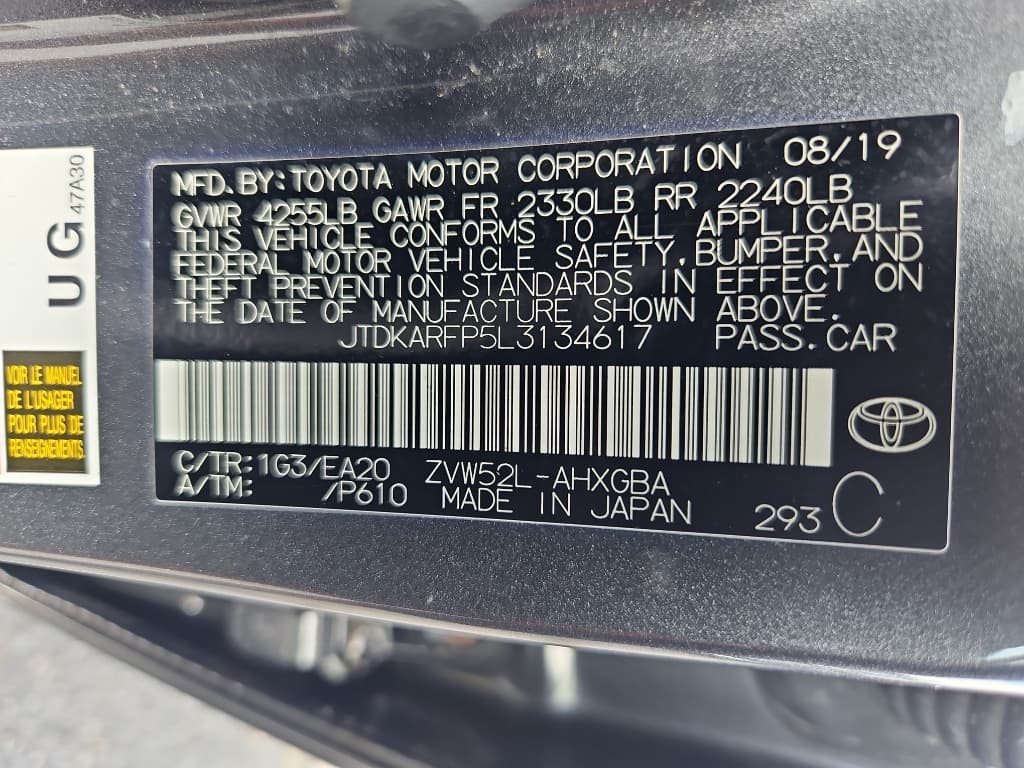 UG 47A30
VOIR LE MANUEL
DE L'USAGER
POUR PLUS DE
RENSEIGNEMENTS.
MFD.BY:TOYOTA MOTOR CORPORATION 08/19
GVWR 4255LB GAWR FR 2330LB RR 2240LB
THIS VEHICLE CONFORMS TO ALL APPLICABLE
FEDERAL MOTOR VEHICLE SAFETY,BUMPER,AND
THEFT PREVENTION STANDARDS IN EFFECT ON
THE DATE OF MANUFACTURE SHOWN ABOVE.
JTDKARFP5L3134617 PASS.CAR
C/TR:1G3/EA20 ZVW52L-AHXGBA
A/TM: /P610 MADE IN JAPAN 293 C